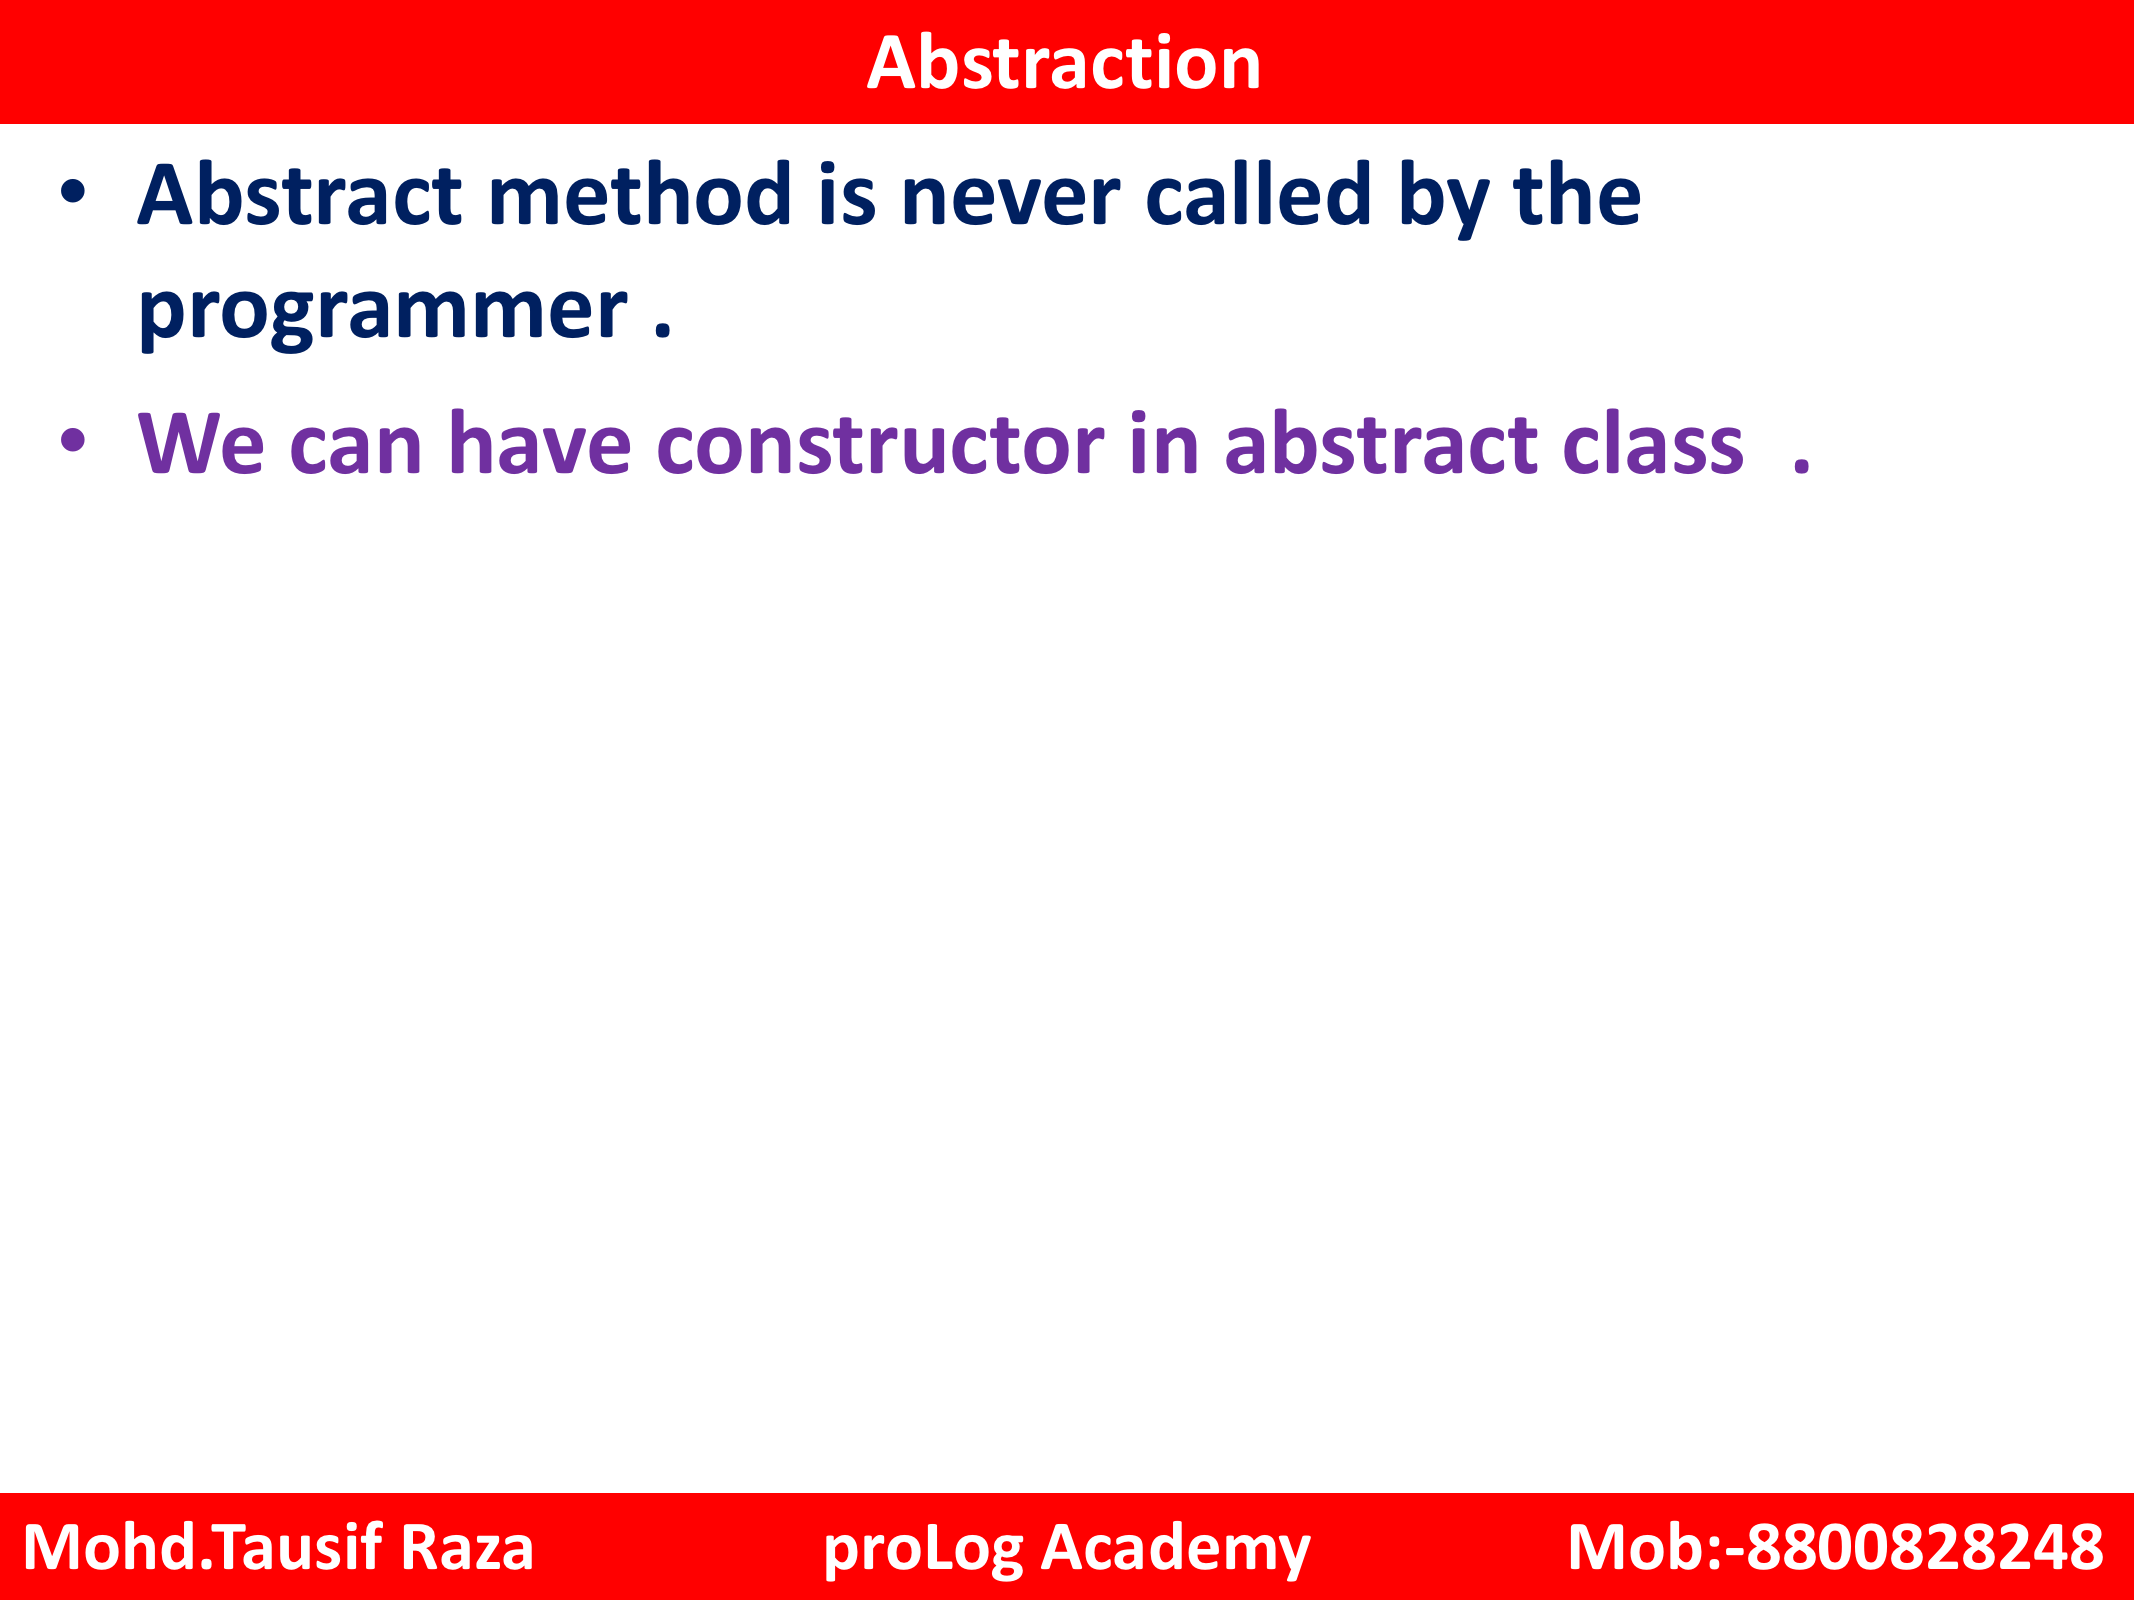 Abstraction
• Abstract method is never called by the
programmer .
• We can have constructor in abstract class  .
Mohd.Tausif Raza proLog Academy Mob:-8800828248